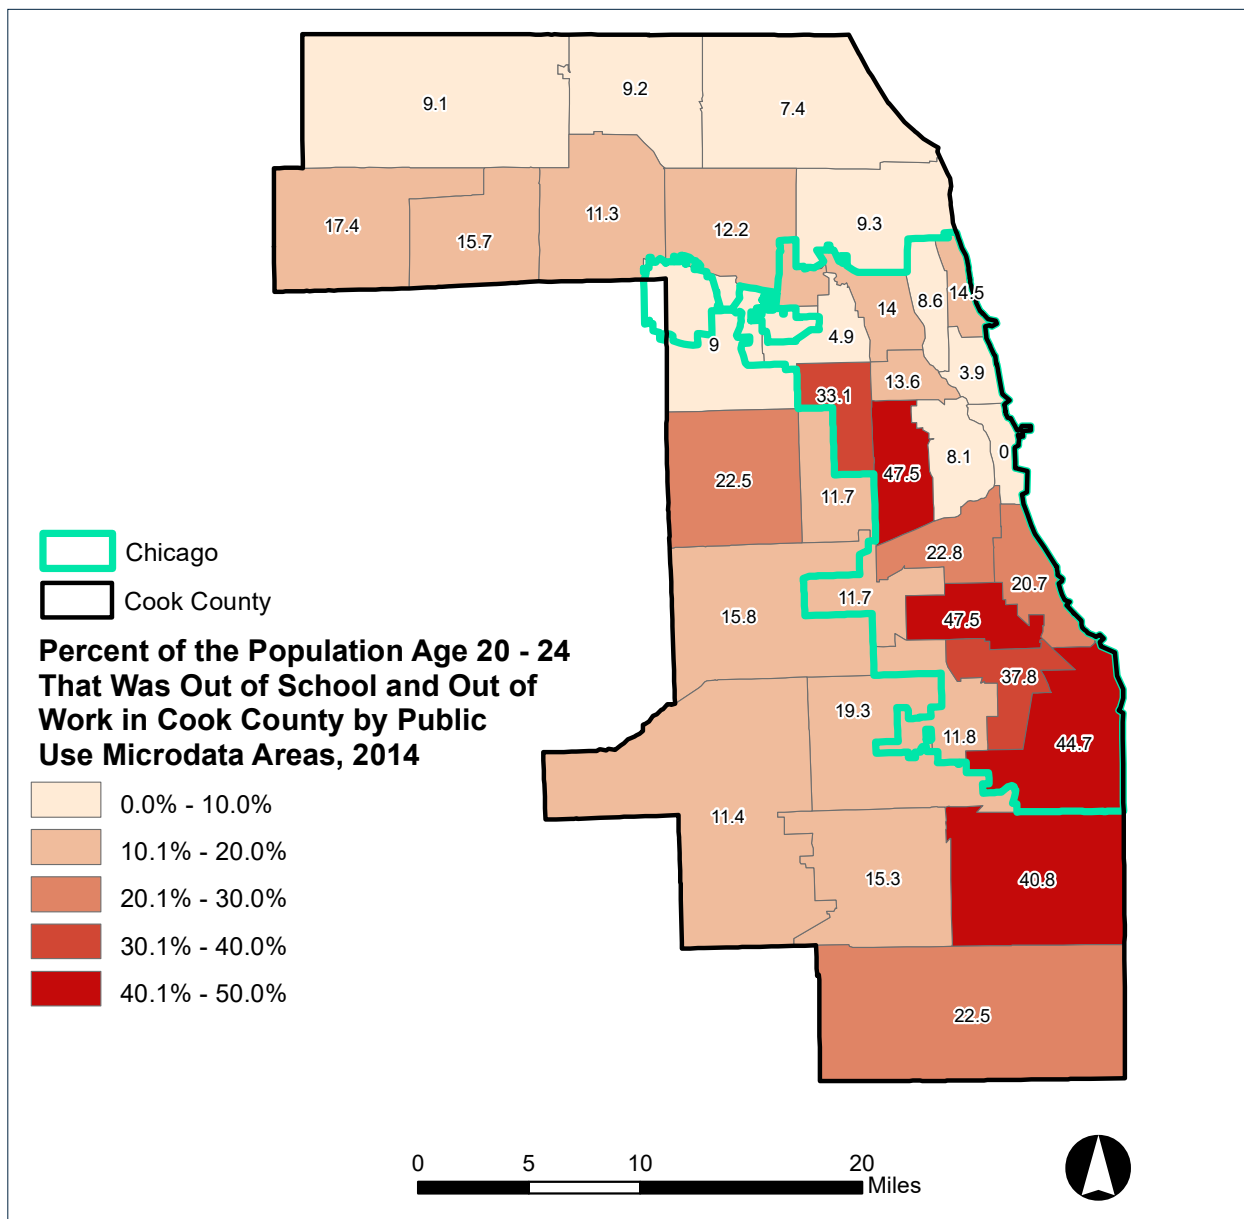 9.1
9.2
7.4
17.4
15.7
11.3
12.2
9.3
14
8.6
14.5
9
4.9
13.6
3.9
33.1
22.5
11.7
47.5
8.1
0
22.8
20.7
15.8
11.7
47.5
37.8
19.3
11.8
44.7
11.4
15.3
40.8
22.5
Chicago
Cook County
Percent of the Population Age 20 - 24
That Was Out of School and Out of
Work in Cook County by Public
Use Microdata Areas, 2014
0.0% - 10.0%
10.1% - 20.0%
20.1% - 30.0%
30.1% - 40.0%
40.1% - 50.0%
0 5 10 20
Miles